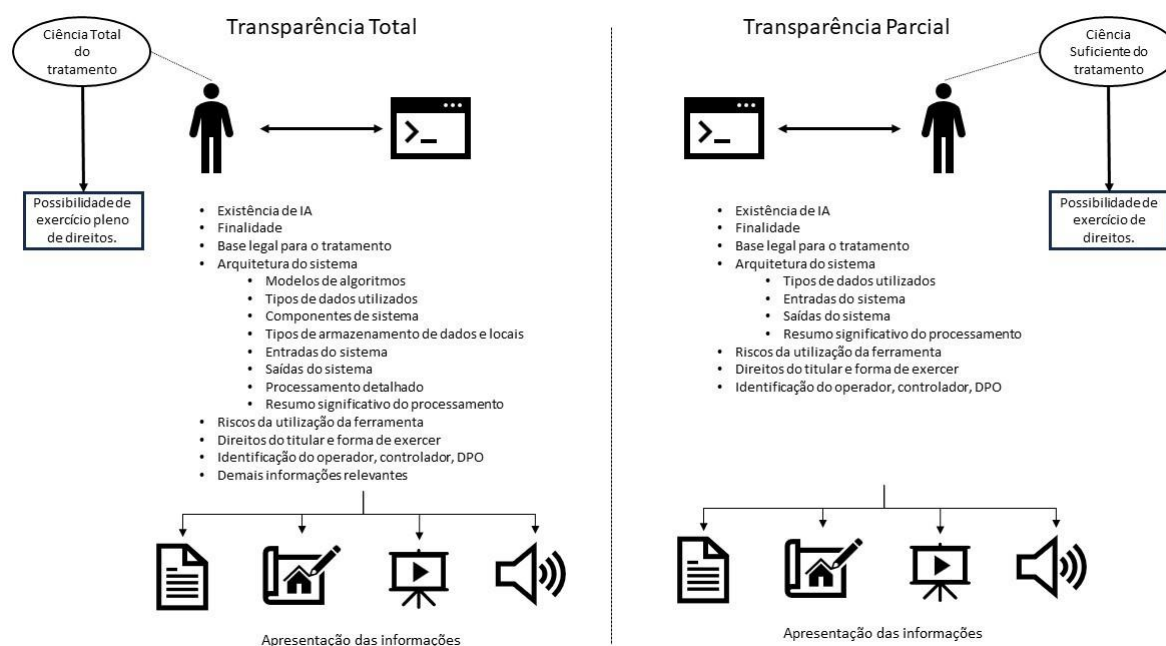 Transparência Total
Ciência Total
do
tratamento
Possibilidade de
exercício pleno
de direitos.
>_
• Existência de IA
• Finalidade
• Base legal para o tratamento
• Arquitetura do sistema
• Modelos de algoritmos
• Tipos de dados utilizados
• Componentes de sistema
• Tipos de armazenamento de dados e locais
• Entradas do sistema
• Saídas do sistema
• Processamento detalhado
• Resumo significativo do processamento
• Riscos da utilização da ferramenta
• Direitos do titular e forma de exercer
• Identificação do operador, controlador, DPO
• Demais informações relevantes
Apresentação das informações
Transparência Parcial
Ciência
Suficiente do
tratamento
Possibilidade de
exercício de
direitos.
>_
• Existência de IA
• Finalidade
• Base legal para o tratamento
• Arquitetura do sistema
• Tipos de dados utilizados
• Entradas do sistema
• Saídas do sistema
• Resumo significativo do processamento
• Riscos da utilização da ferramenta
• Direitos do titular e forma de exercer
• Identificação do operador, controlador, DPO
Apresentação das informações